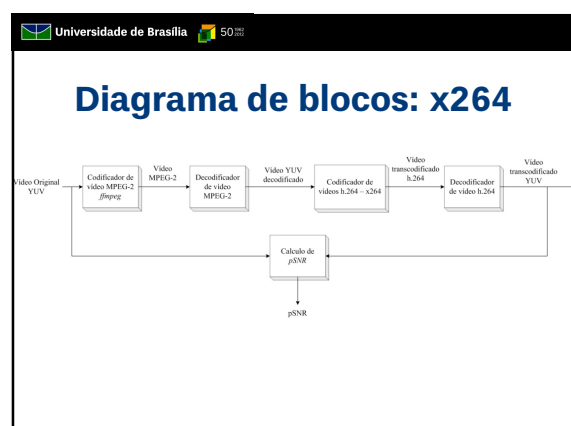 Universidade de Brasília
50 1962 2012
Diagrama de blocos: x264
Vídeo Original
YUV
Codificador de
vídeo MPEG-2
ffmpeg
Vídeo
MPEG-2
Decodificador
de vídeo
MPEG-2
Vídeo YUV
decodificado
Codificador de
vídeos h.264 – x264
Vídeo
transcodificado
h.264
Decodificador
de vídeo h.264
Vídeo
transcodificado
YUV
Calculo de
pSNR
pSNR